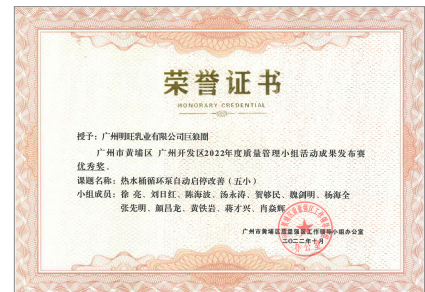 荣誉证书
HONORARY CREDENTIAL
授予：广州明旺乳业有限公司巨狼圈
广州市黄埔区 广州开发区2022年度质量管理小组活动成果发布赛
优秀奖。
课题名称：热水桶循环泵自动启停改善（五小）
小组成员：徐 亮、刘日红、陈海波、汤永涛、贺够民、魏剑明、杨海全
张先明、颜昌龙、黄铁岩、蒋才兴、肖焱辉
广州市黄埔区质量强区工作领导小组办公室
二〇二二年十月